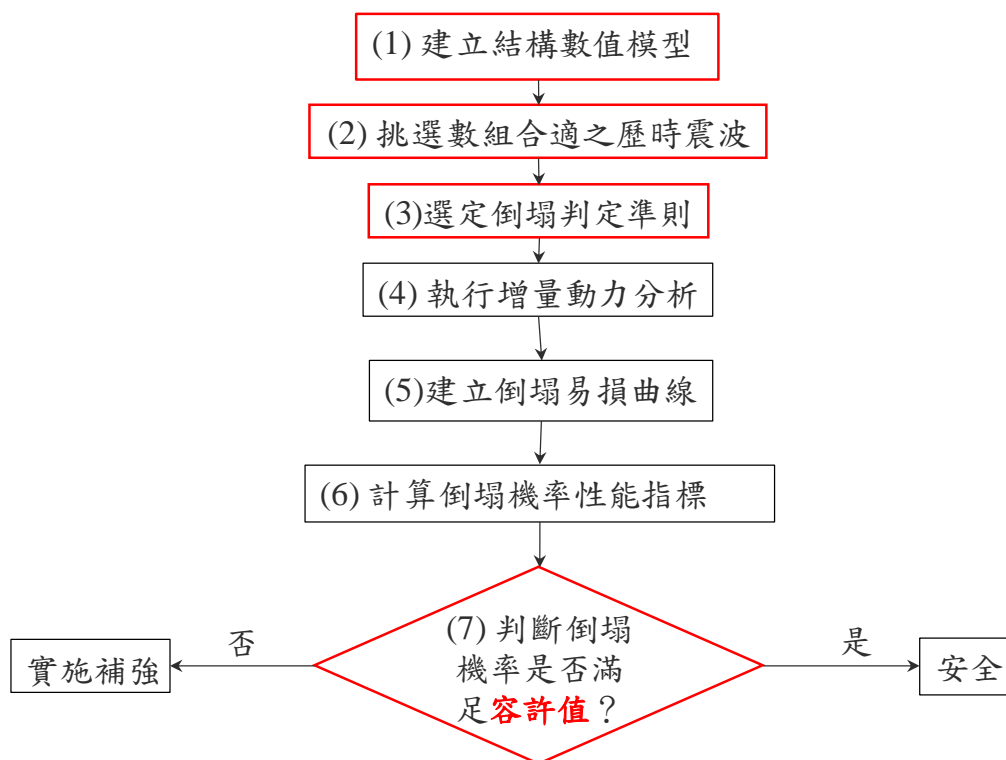 (1) 建立結構數值模型
(2) 挑選數組合適之歷時震波
(3)選定倒塌判定準則
(4) 執行增量動力分析
(5)建立倒塌易損曲線
(6) 計算倒塌機率性能指標
(7) 判斷倒塌
機率是否滿
足容許值？
否
是
實施補強
安全